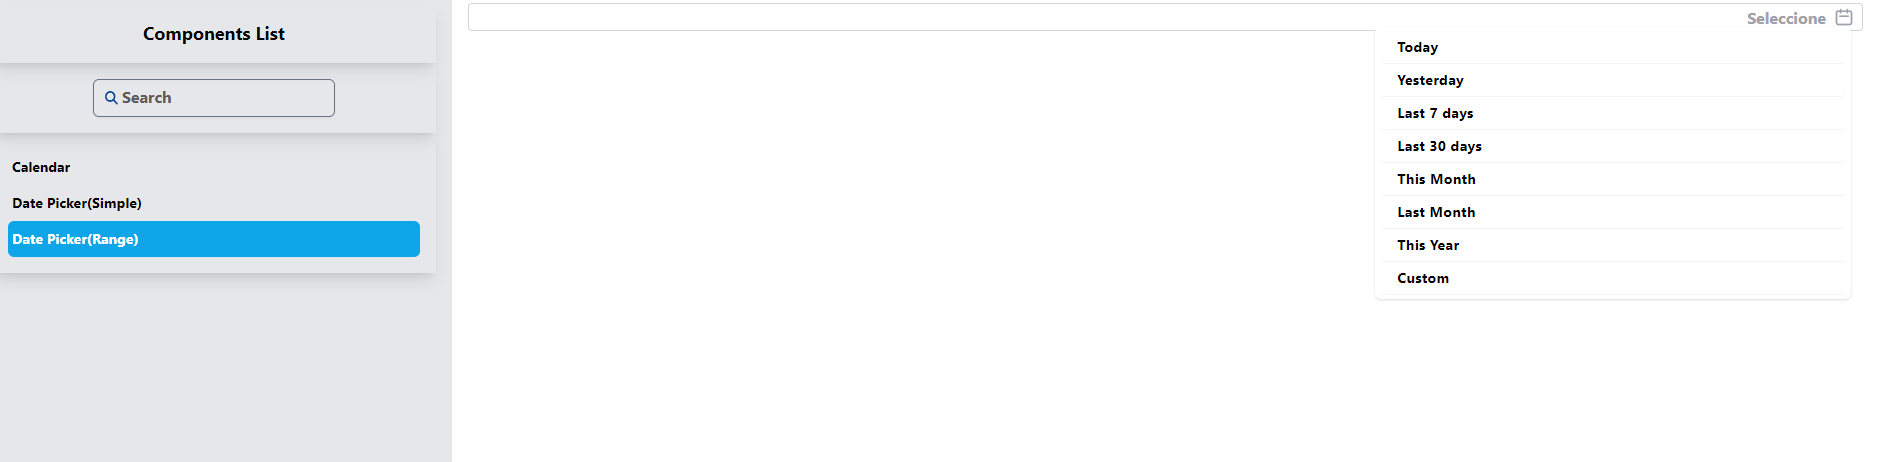 Components List
Search
Calendar
Date Picker(Simple)
Date Picker(Range)
Seleccione
Today
Yesterday
Last 7 days
Last 30 days
This Month
Last Month
This Year
Custom